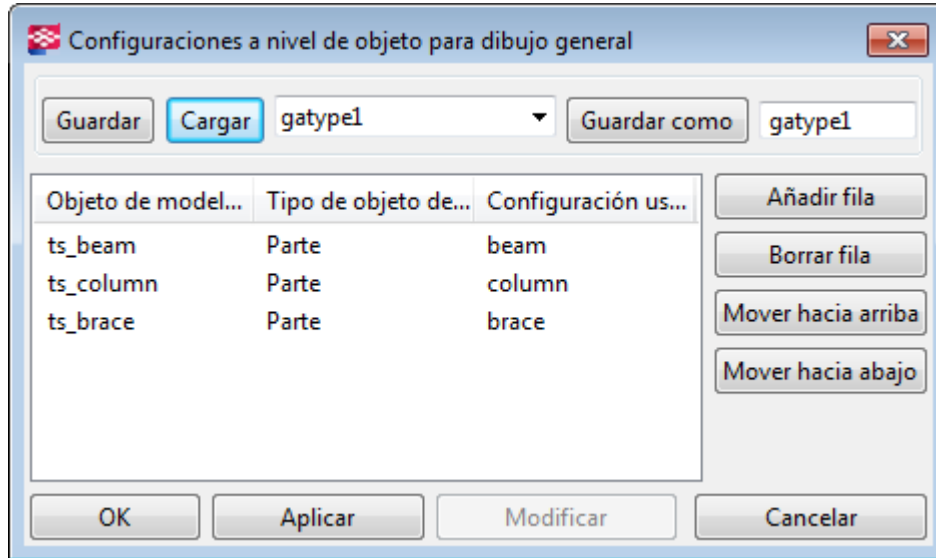 Configuraciones a nivel de objeto para dibujo general
Guardar Cargar gatype1 Guardar como gatype1
Objeto de model... Tipo de objeto de... Configuración us... Añadir fila
ts_beam Parte beam Borrar fila
ts_column Parte column
ts_brace Parte brace Mover hacia arriba
Mover hacia abajo
OK Aplicar Modificar Cancelar